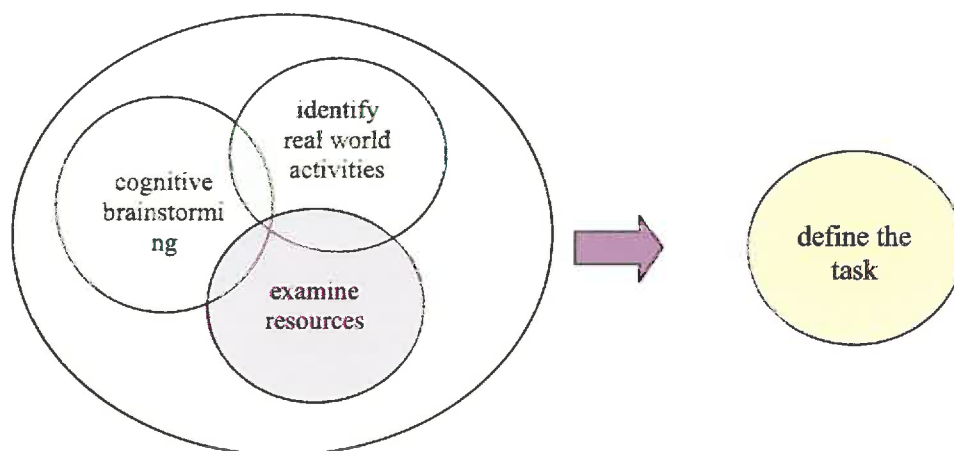 identify
real world
activities
cognitive
brainstormi
ng
examine
resources
define the
task